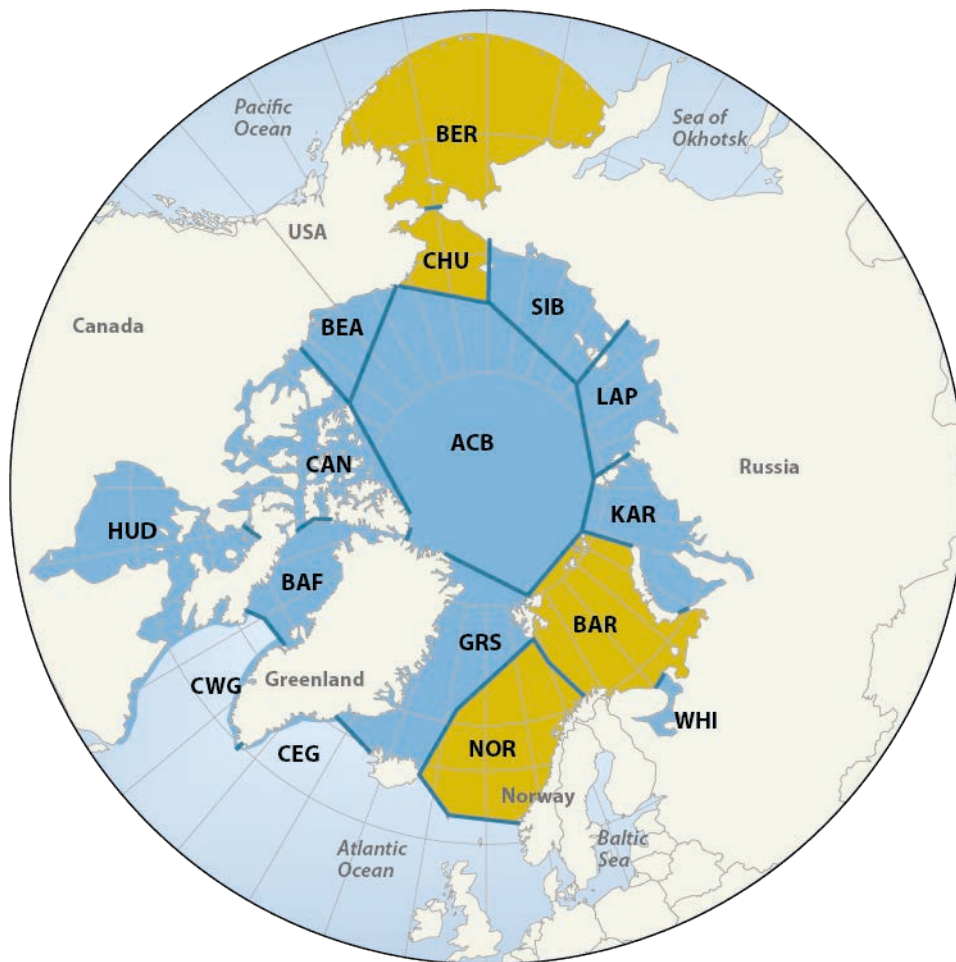 Pacific
Ocean
BER
Sea of
Okhotsk
USA
CHU
SIB
Canada
BEA
LAP
ACB
CAN
Russia
HUD
KAR
BAF
BAR
GRS
Greenland
CWG
WHI
CEG
NOR
Norway
Atlantic
Ocean
Baltic
Sea